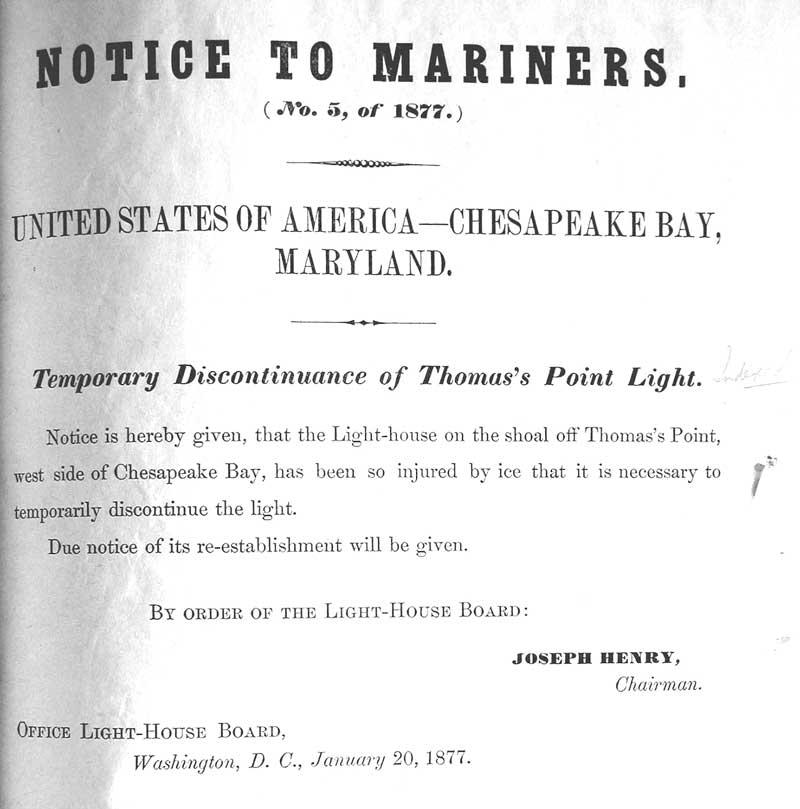 NOTICE TO MARINERS.
(No. 5, of 1877.)
UNITED STATES OF AMERICA—CHESAPEAKE BAY,
MARYLAND.
Temporary Discontinuance of Thomas's Point Light.
Index
Notice is hereby given, that the Light-house on the shoal off Thomas's Point,
west side of Chesapeake Bay, has been so injured by ice that it is necessary to
temporarily discontinue the light.
Due notice of its re-establishment will be given.
By order of the Light-House Board:
JOSEPH HENRY,
Chairman.
Office Light-House Board,
Washington, D. C., January 20, 1877.